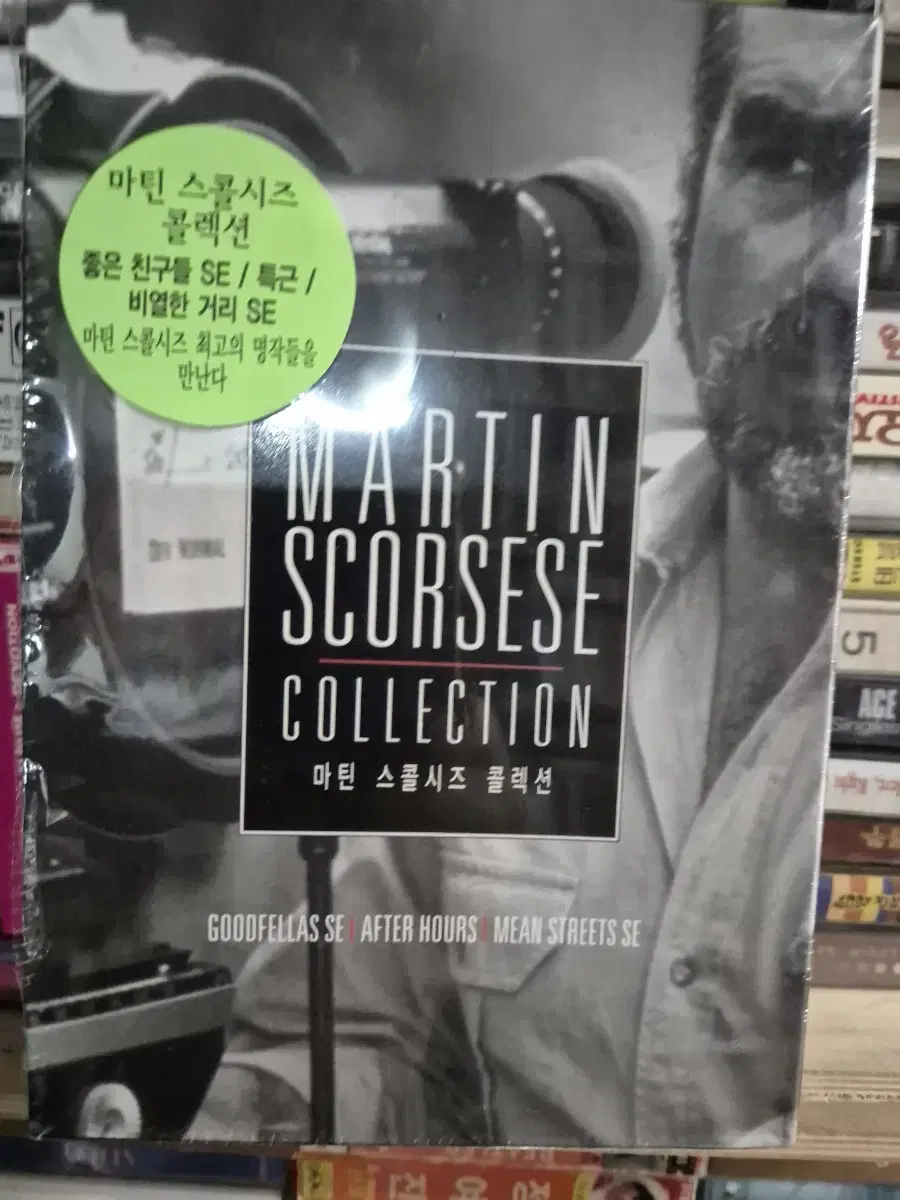 마틴 스콜시즈
콜렉션
좋은 친구들 SE / 특근 /
비열한 거리 SE
마틴 스콜시즈 최고의 명작들을
만난다
MARTIN
SCORSESE
COLLECTION
마틴 스콜시즈 콜렉션
GOODFELLAS SE | AFTER HOURS | MEAN STREETS SE
5
AGE